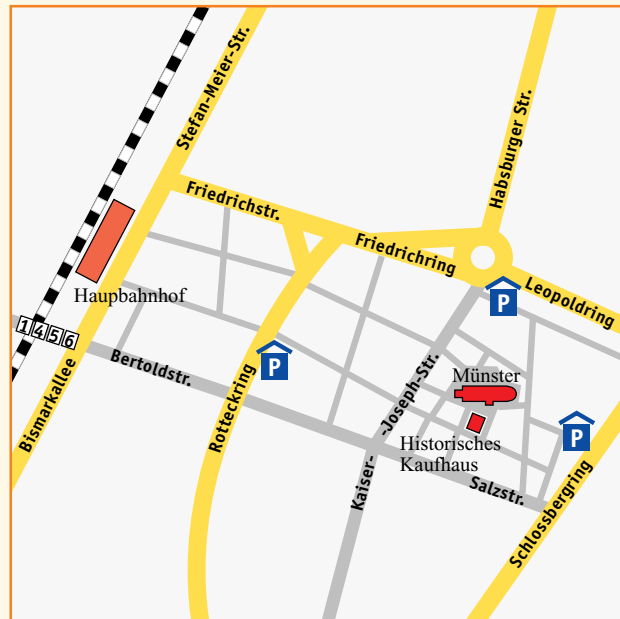 Stefan-Meier-Str.
Habsburger Str.
Friedrichstr.
Friedrichring
Leopoldring
Haupbahnhof
P
1 4 5 6
Bertoldstr.
P
Bismarkallee
Rotteckring
Kaiser-
-Joseph-Str.
Münster
P
Historisches
Kaufhaus
Salzstr.
Schlossbergring